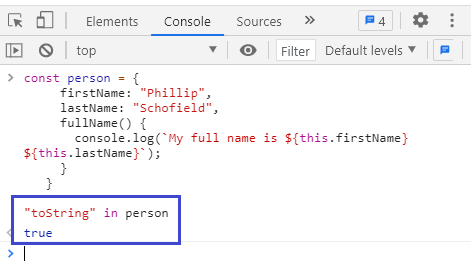 Elements Console Sources » 4
top Filter Default levels
const person = {
firstName: "Phillip",
lastName: "Schofield",
fullName() {
console.log(`My full name is ${this.firstName}
${this.lastName}`);
}
}
"toString" in person
true